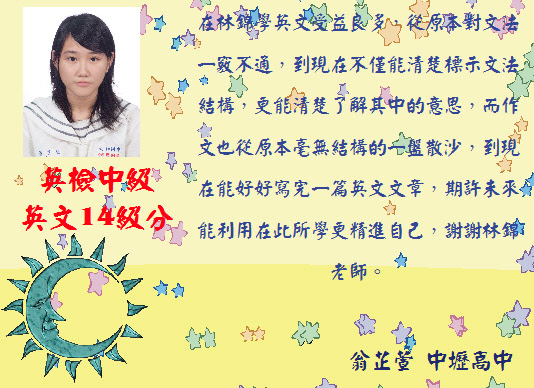 在林錦學英文受益良多，從原本對文法
一竅不通，到現在不僅能清楚標示文法
結構，更能清楚了解其中的意思，而作
文也從原本毫無結構的一盤散沙，到現
在能好好寫完一篇英文文章，期許未來
能利用在此所學更精進自己，謝謝林錦
老師。
英檢中級
英文14級分
翁芷萱 中壢高中